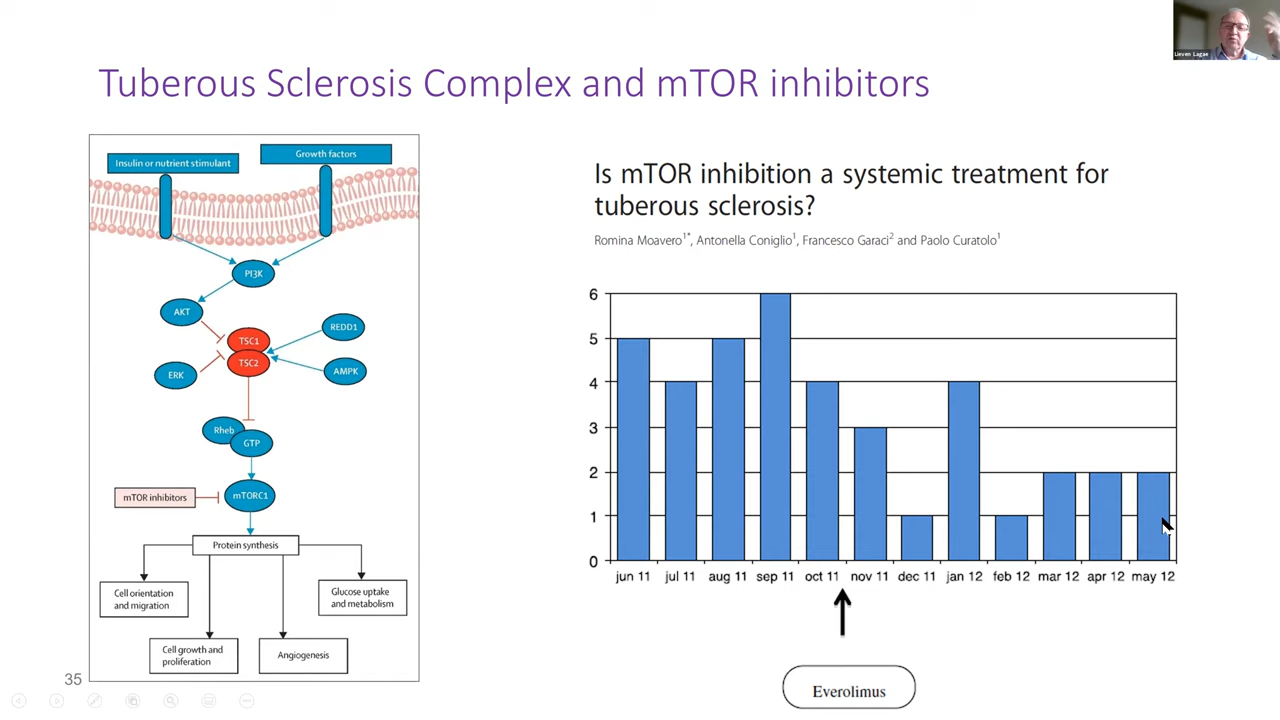 Lieven Lagae
Tuberous Sclerosis Complex and mTOR inhibitors
Insulin or nutrient stimulant
Growth factors
PI3K
AKT
TSC1
TSC2
REDD1
ERK
AMPK
Rheb
GTP
mTOR inhibitors
mTORC1
Protein synthesis
Cell orientation
and migration
Glucose uptake
and metabolism
Cell growth and
proliferation
Angiogenesis
35
Is mTOR inhibition a systemic treatment for
tuberous sclerosis?
Romina Moavero1*, Antonella Coniglio1, Francesco Garaci2 and Paolo Curatolo1
6
5
4
3
2
1
0
jun 11 jul 11 aug 11 sep 11 oct 11 nov 11 dec 11 jan 12 feb 12 mar 12 apr 12 may 12
Everolimus